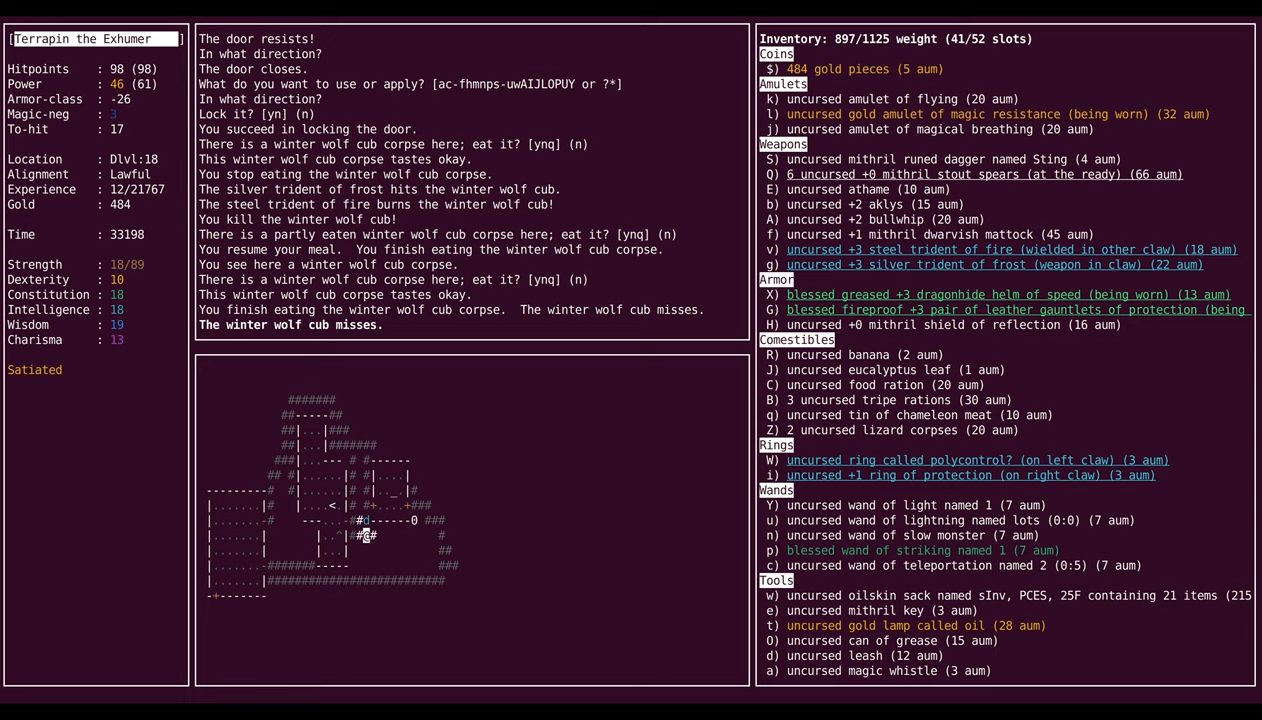 [Terrapin the Exhumer ]
Hitpoints : 98 (98)
Power : 46 (61)
Armor-class : -26
Magic-neg : 3
To-hit : 17
Location : Dlvl:18
Alignment : Lawful
Experience : 12/21767
Gold : 484
Time : 33198
Strength : 18/89
Dexterity : 10
Constitution : 18
Intelligence : 18
Wisdom : 19
Charisma : 13
Satiated
The door resists!
In what direction?
The door closes.
What do you want to use or apply? [ac-fhmnps-uwAIJLOPUY or ?*]
In what direction?
Lock it? [yn] (n)
You succeed in locking the door.
There is a winter wolf cub corpse here; eat it? [ynq] (n)
This winter wolf cub corpse tastes okay.
You stop eating the winter wolf cub corpse.
The silver trident of frost hits the winter wolf cub.
The steel trident of fire burns the winter wolf cub!
You kill the winter wolf cub!
There is a partly eaten winter wolf cub corpse here; eat it? [ynq] (n)
You resume your meal.  You finish eating the winter wolf cub corpse.
You see here a winter wolf cub corpse.
There is a winter wolf cub corpse here; eat it? [ynq] (n)
This winter wolf cub corpse tastes okay.
You finish eating the winter wolf cub corpse.  The winter wolf cub misses.
The winter wolf cub misses.
#######
##-----##
##|...|###
##|...|#######
###|...--- # #------
## #|......|# #|....|
---------# #|......|# #|.._.|#
|.......|# |....<.|# #+....+###
|.......-# ---...-##d------0 ###
|.......| |..^|##@# #
|.......| |...| ##
|.......-#######----- ###
|.......|##########################
-+-------
Inventory: 897/1125 weight (41/52 slots)
Coins
$) 484 gold pieces (5 aum)
Amulets
k) uncursed amulet of flying (20 aum)
l) uncursed gold amulet of magic resistance (being worn) (32 aum)
j) uncursed amulet of magical breathing (20 aum)
Weapons
S) uncursed mithril runed dagger named Sting (4 aum)
Q) 6 uncursed +0 mithril stout spears (at the ready) (66 aum)
E) uncursed athame (10 aum)
b) uncursed +2 aklys (15 aum)
A) uncursed +2 bullwhip (20 aum)
f) uncursed +1 mithril dwarvish mattock (45 aum)
v) uncursed +3 steel trident of fire (wielded in other claw) (18 aum)
g) uncursed +3 silver trident of frost (weapon in claw) (22 aum)
Armor
X) blessed greased +3 dragonhide helm of speed (being worn) (13 aum)
G) blessed fireproof +3 pair of leather gauntlets of protection (being
H) uncursed +0 mithril shield of reflection (16 aum)
Comestibles
R) uncursed banana (2 aum)
J) uncursed eucalyptus leaf (1 aum)
C) uncursed food ration (20 aum)
B) 3 uncursed tripe rations (30 aum)
q) uncursed tin of chameleon meat (10 aum)
Z) 2 uncursed lizard corpses (20 aum)
Rings
W) uncursed ring called polycontrol? (on left claw) (3 aum)
i) uncursed +1 ring of protection (on right claw) (3 aum)
Wands
Y) uncursed wand of light named 1 (7 aum)
u) uncursed wand of lightning named lots (0:0) (7 aum)
n) uncursed wand of slow monster (7 aum)
p) blessed wand of striking named 1 (7 aum)
c) uncursed wand of teleportation named 2 (0:5) (7 aum)
Tools
w) uncursed oilskin sack named sInv, PCES, 25F containing 21 items (215
e) uncursed mithril key (3 aum)
t) uncursed gold lamp called oil (28 aum)
O) uncursed can of grease (15 aum)
d) uncursed leash (12 aum)
a) uncursed magic whistle (3 aum)